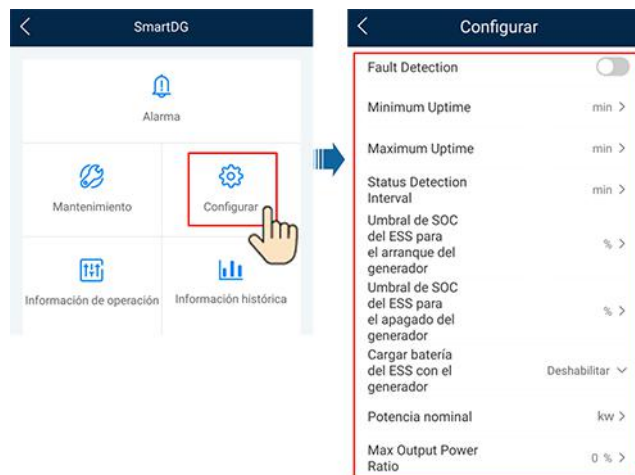 SmartDG
Alarma
Mantenimiento
Configurar
Información de operación
Información histórica
Configurar
Fault Detection
Minimum Uptime
min
Maximum Uptime
min
Status Detection
Interval
min
Umbral de SOC
del ESS para
el arranque del
generador
%
Umbral de SOC
del ESS para
el apagado del
generador
%
Cargar batería
del ESS con el
generador
Deshabilitar
Potencia nominal
kw
Max Output Power
Ratio
0 %